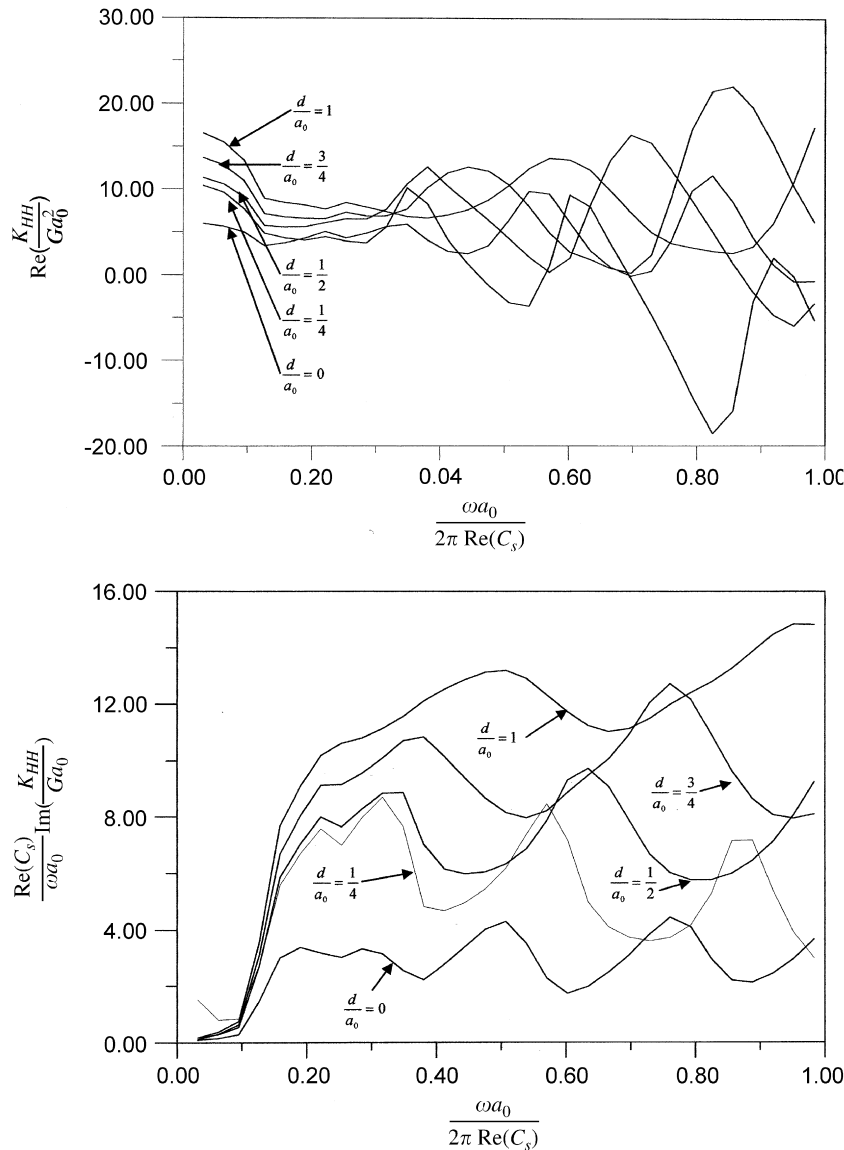 30.00
20.00
10.00
0.00
-10.00
-20.00
Re(K_HH/Ga_0^2)
d/a_0 = 1
d/a_0 = 3/4
d/a_0 = 1/2
d/a_0 = 1/4
d/a_0 = 0
0.00 0.20 0.04 0.60 0.80 1.00
ωa_0 / 2π Re(C_s)
16.00
12.00
8.00
4.00
0.00
Re(C_s)/ωa_0 Im(K_HH/Ga_0)
d/a_0 = 1
d/a_0 = 3/4
d/a_0 = 1/4
d/a_0 = 1/2
d/a_0 = 0
0.00 0.20 0.40 0.60 0.80 1.00
ωa_0 / 2π Re(C_s)